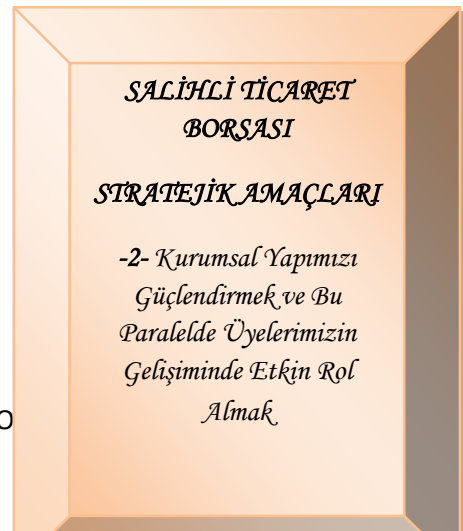 SALİHLİ TİCARET
BORSASI
STRATEJİK AMAÇLARI
-2- Kurumsal Yapımızı
Güçlendirmek ve Bu
Paralelde Üyelerimizin
Gelişiminde Etkin Rol
Almak